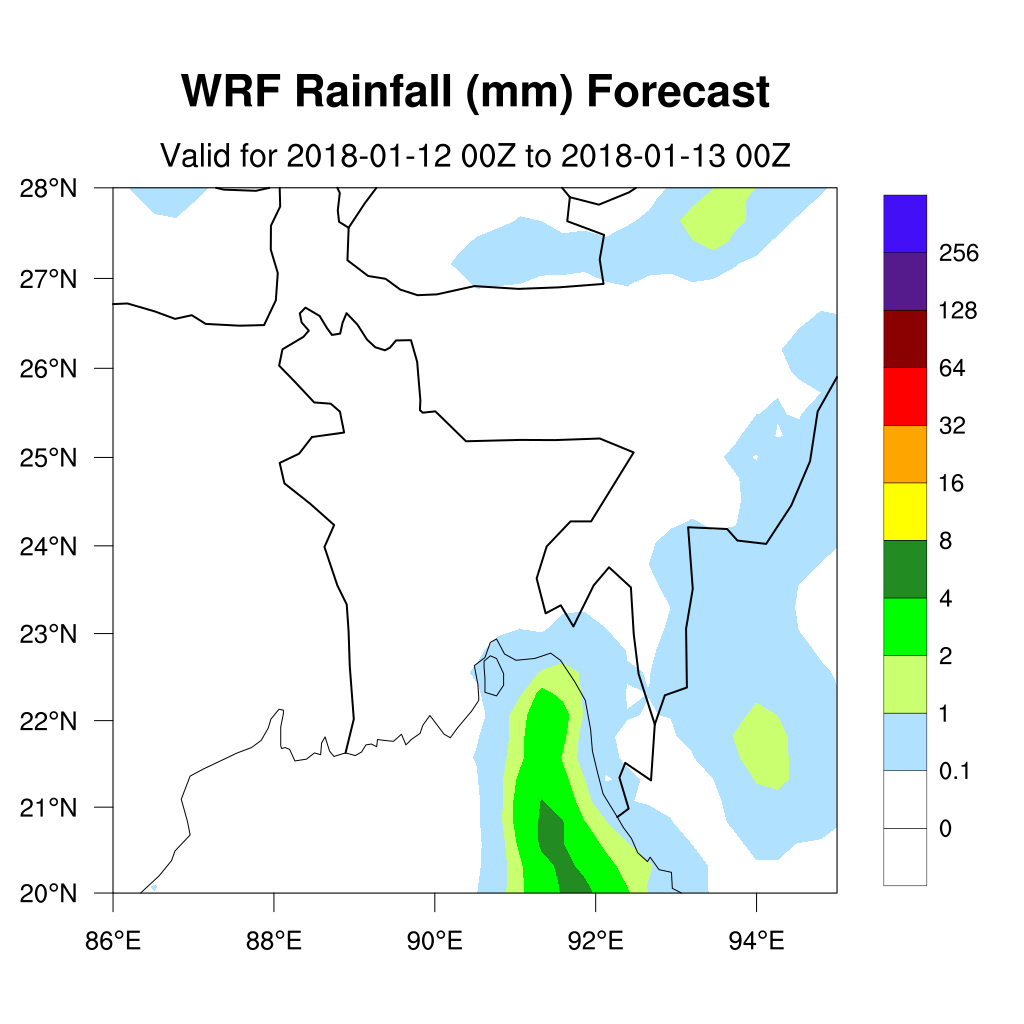 WRF Rainfall (mm) Forecast
Valid for 2018-01-12 00Z to 2018-01-13 00Z
28°N
27°N
26°N
25°N
24°N
23°N
22°N
21°N
20°N
86°E 88°E 90°E 92°E 94°E
256
128
64
32
16
8
4
2
1
0.1
0